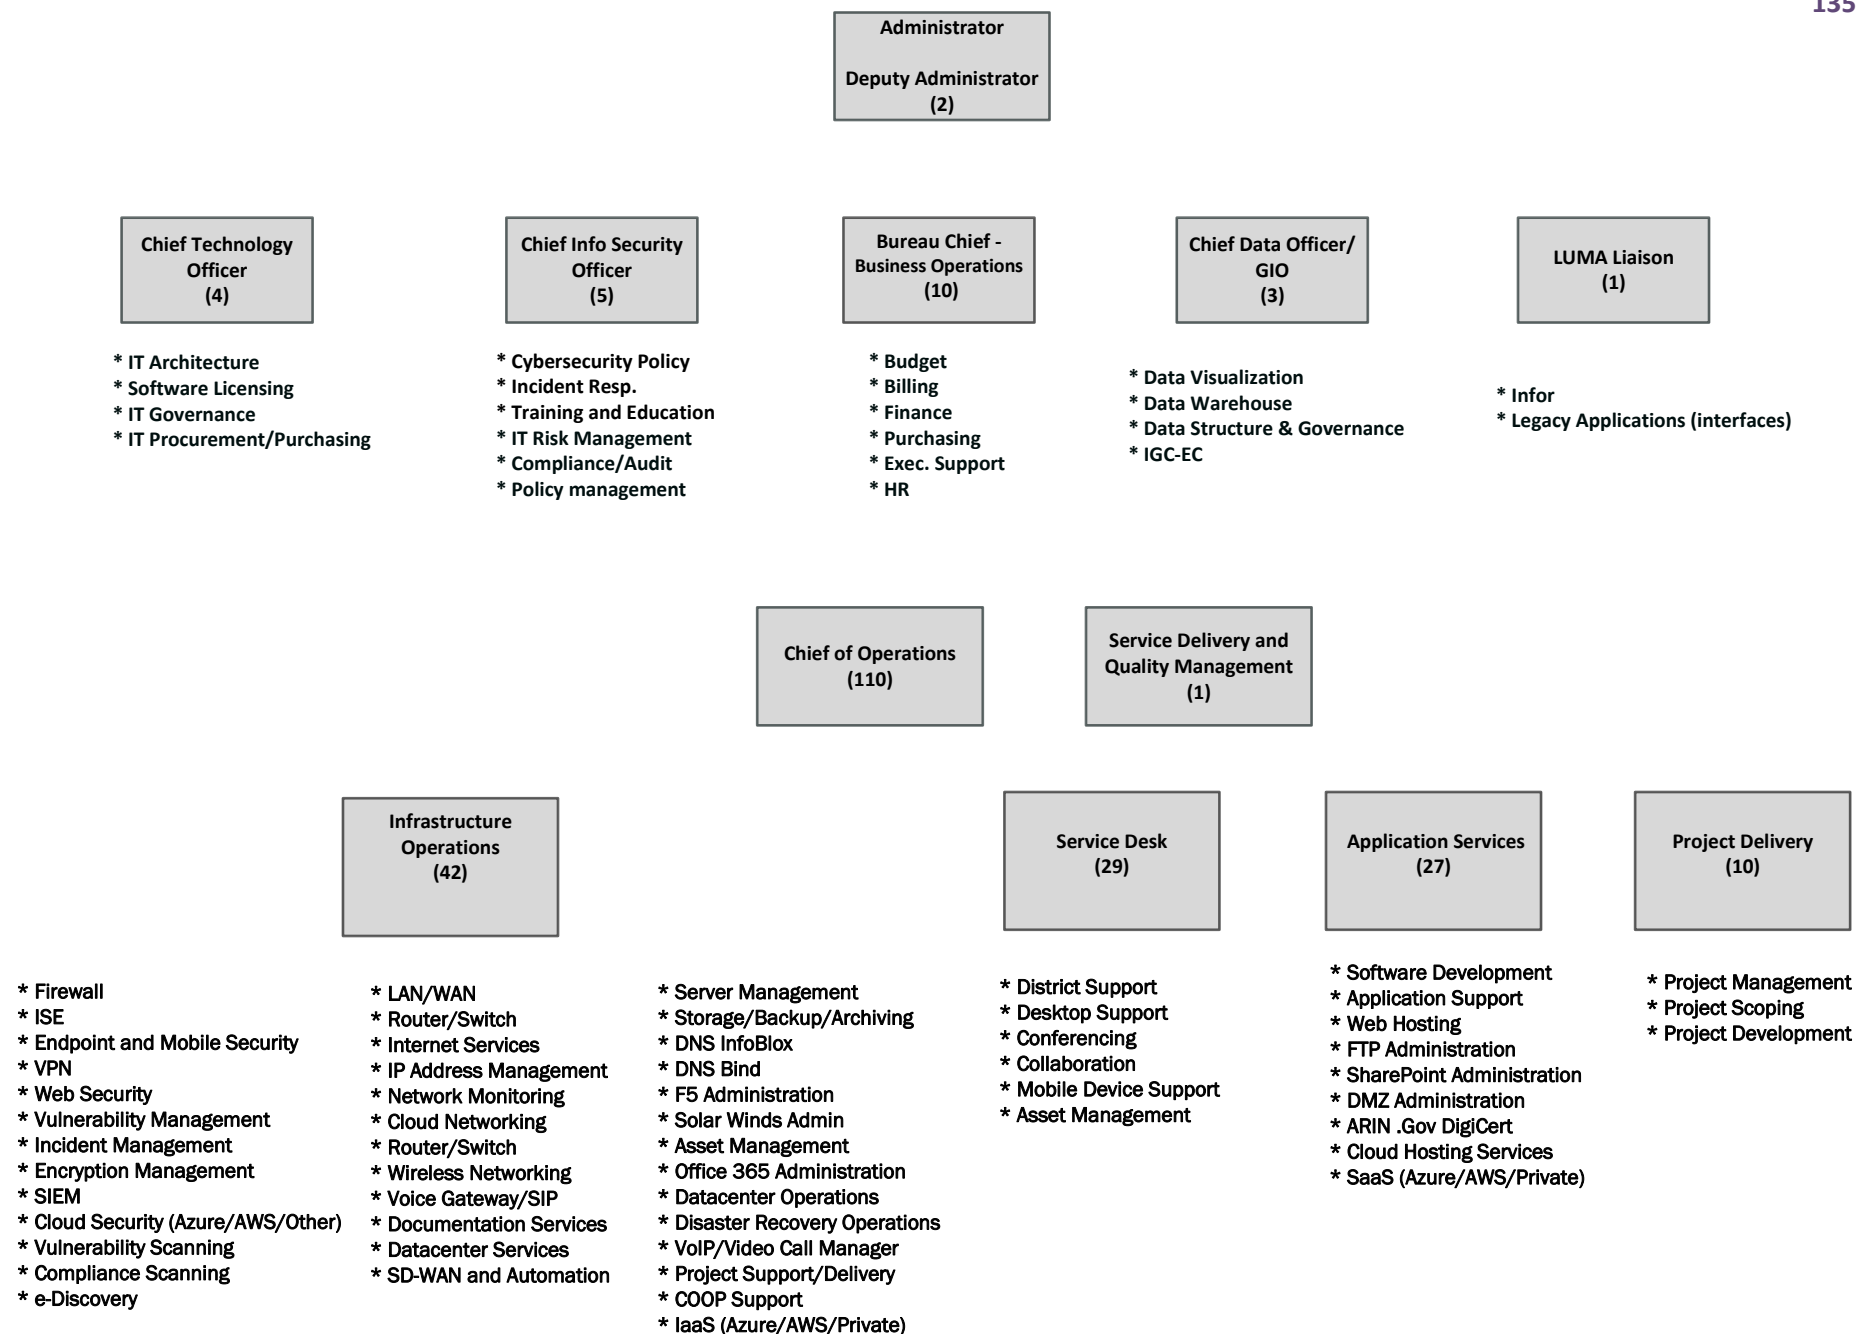 135
Administrator
Deputy Administrator
(2)
Chief Technology
Officer
(4)
* IT Architecture
* Software Licensing
* IT Governance
* IT Procurement/Purchasing
Chief Info Security
Officer
(5)
* Cybersecurity Policy
* Incident Resp.
* Training and Education
* IT Risk Management
* Compliance/Audit
* Policy management
Bureau Chief -
Business Operations
(10)
* Budget
* Billing
* Finance
* Purchasing
* Exec. Support
* HR
Chief Data Officer/
GIO
(3)
* Data Visualization
* Data Warehouse
* Data Structure & Governance
* IGC-EC
LUMA Liaison
(1)
* Infor
* Legacy Applications (interfaces)
Chief of Operations
(110)
Service Delivery and
Quality Management
(1)
Infrastructure
Operations
(42)
* Firewall
* ISE
* Endpoint and Mobile Security
* VPN
* Web Security
* Vulnerability Management
* Incident Management
* Encryption Management
* SIEM
* Cloud Security (Azure/AWS/Other)
* Vulnerability Scanning
* Compliance Scanning
* e-Discovery
* LAN/WAN
* Router/Switch
* Internet Services
* IP Address Management
* Network Monitoring
* Cloud Networking
* Router/Switch
* Wireless Networking
* Voice Gateway/SIP
* Documentation Services
* Datacenter Services
* SD-WAN and Automation
* Server Management
* Storage/Backup/Archiving
* DNS InfoBlox
* DNS Bind
* F5 Administration
* Solar Winds Admin
* Asset Management
* Office 365 Administration
* Datacenter Operations
* Disaster Recovery Operations
* VoIP/Video Call Manager
* Project Support/Delivery
* COOP Support
* IaaS (Azure/AWS/Private)
Service Desk
(29)
* District Support
* Desktop Support
* Conferencing
* Collaboration
* Mobile Device Support
* Asset Management
Application Services
(27)
* Software Development
* Application Support
* Web Hosting
* FTP Administration
* SharePoint Administration
* DMZ Administration
* ARIN .Gov DigiCert
* Cloud Hosting Services
* SaaS (Azure/AWS/Private)
Project Delivery
(10)
* Project Management
* Project Scoping
* Project Development